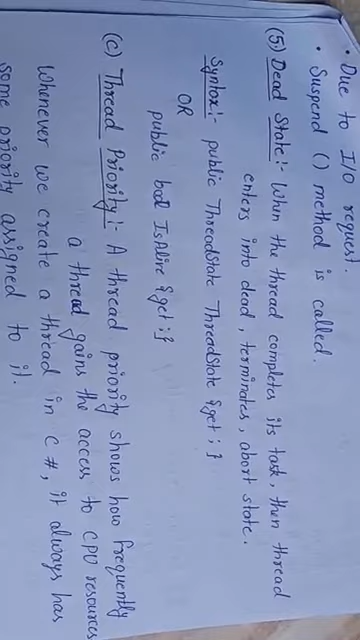 • Due to I/O request.
• Suspend () method is called.
(5) Dead State:- When the thread completes its task, then thread
enters into dead, terminates, abort state.
Syntax:- public ThreadState ThreadState {get;}
OR
public bool IsAlive {get;}
(C) Thread Priority:- A thread priority shows how frequently
a thread gains the access to CPU resources
Whenever we create a thread in C#, it always has
some priority assigned to it.